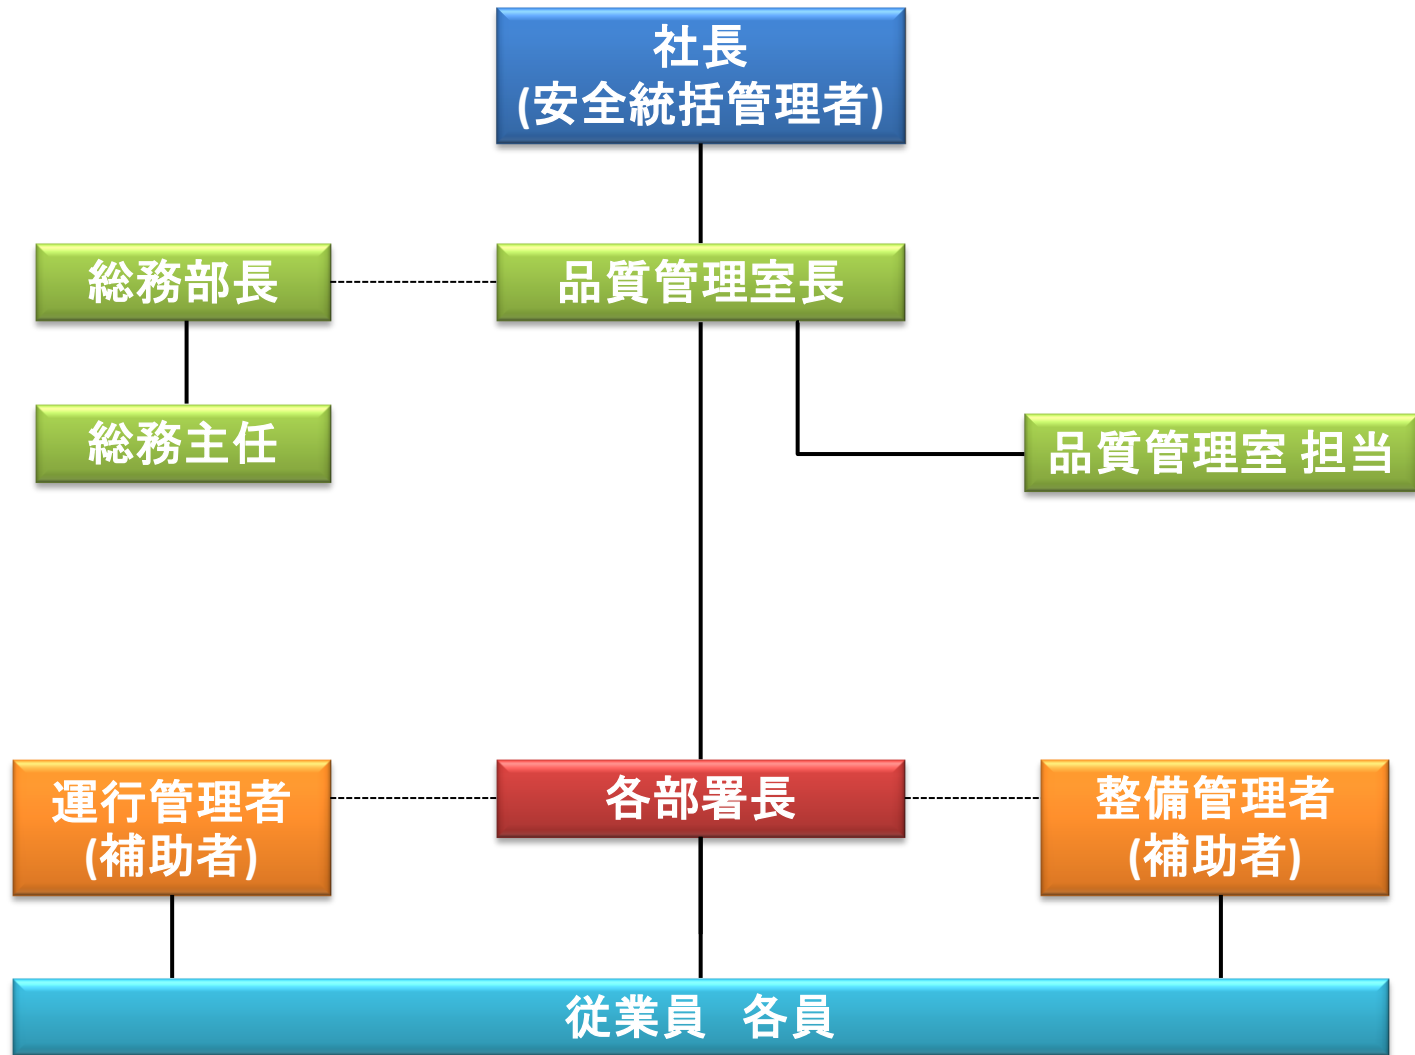 社長
(安全統括管理者)
総務部長
品質管理室長
総務主任
品質管理室 担当
運行管理者
(補助者)
各部署長
整備管理者
(補助者)
従業員　各員